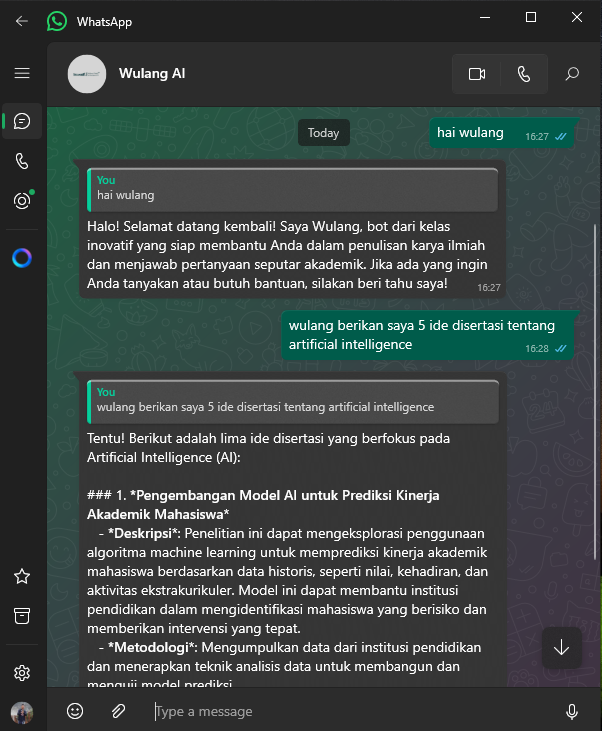 WhatsApp
Wulang AI
Today
hai wulang
16:27
You
hai wulang
Halo! Selamat datang kembali! Saya Wulang, bot dari kelas
inovatif yang siap membantu Anda dalam penulisan karya ilmiah
dan menjawab pertanyaan seputar akademik. Jika ada yang ingin
Anda tanyakan atau butuh bantuan, silakan beri tahu saya!
16:27
wulang berikan saya 5 ide disertasi tentang
artificial intelligence
16:28
You
wulang berikan saya 5 ide disertasi tentang artificial intelligence
Tentu! Berikut adalah lima ide disertasi yang berfokus pada
Artificial Intelligence (AI):
### 1. *Pengembangan Model AI untuk Prediksi Kinerja
Akademik Mahasiswa*
- *Deskripsi*: Penelitian ini dapat mengeksplorasi penggunaan
algoritma machine learning untuk memprediksi kinerja akademik
mahasiswa berdasarkan data historis, seperti nilai, kehadiran, dan
aktivitas ekstrakurikuler. Model ini dapat membantu institusi
pendidikan dalam mengidentifikasi mahasiswa yang berisiko dan
memberikan intervensi yang tepat.
- *Metodologi*: Mengumpulkan data dari institusi pendidikan
dan menerapkan teknik analisis data untuk membangun dan
menguji model prediksi.
Type a message